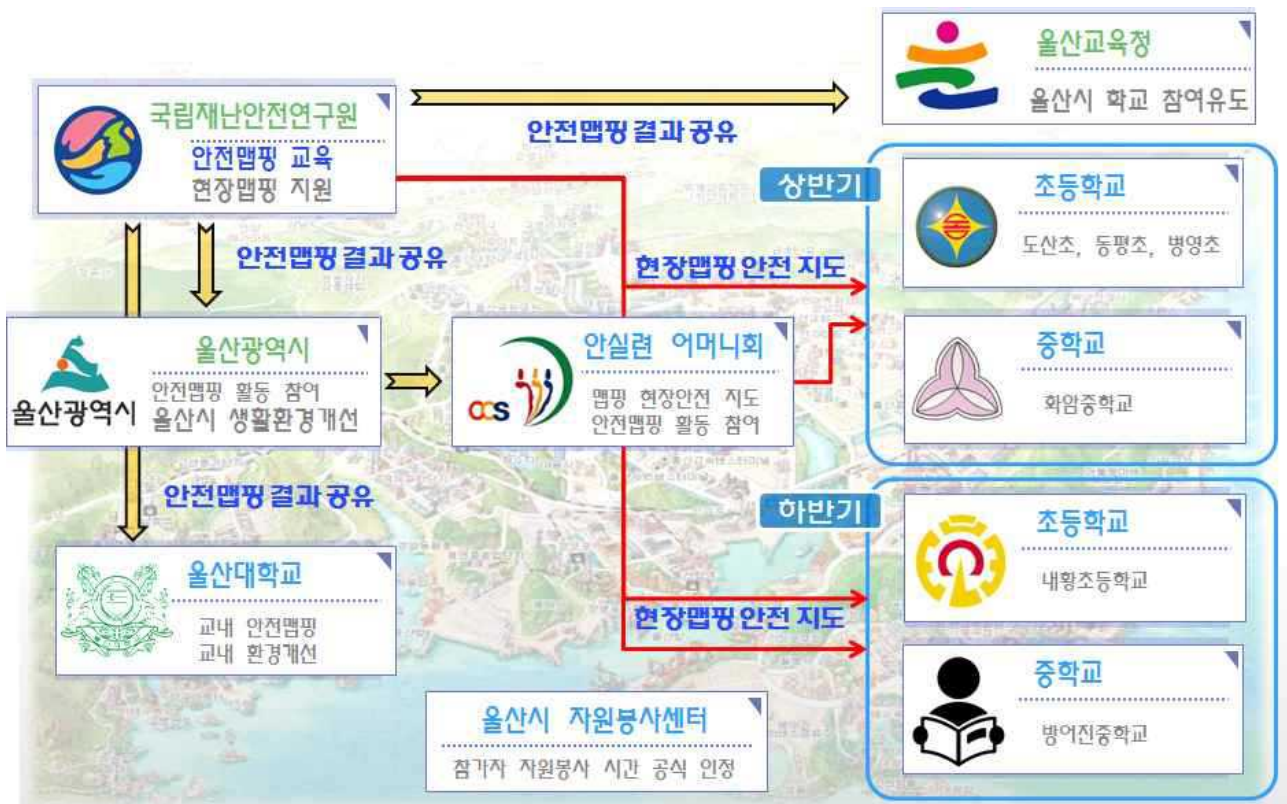 울산교육청
울산시 학교 참여유도
국립재난안전연구원
안전맵핑 교육
현장맵핑 지원
안전맵핑 결과 공유
상반기
초등학교
도산초, 동평초, 병영초
안전맵핑 결과 공유
현장맵핑 안전 지도
울산광역시
울산광역시
안전맵핑 활동 참여
울산시 생활환경개선
안실련 어머니회
맵핑 현장안전 지도
안전맵핑 활동 참여
중학교
화암중학교
안전맵핑 결과 공유
하반기
초등학교
내황초등학교
울산대학교
교내 안전맵핑
교내 환경개선
현장맵핑 안전 지도
중학교
방어진중학교
울산시 자원봉사센터
참가자 자원봉사 시간 공식 인정